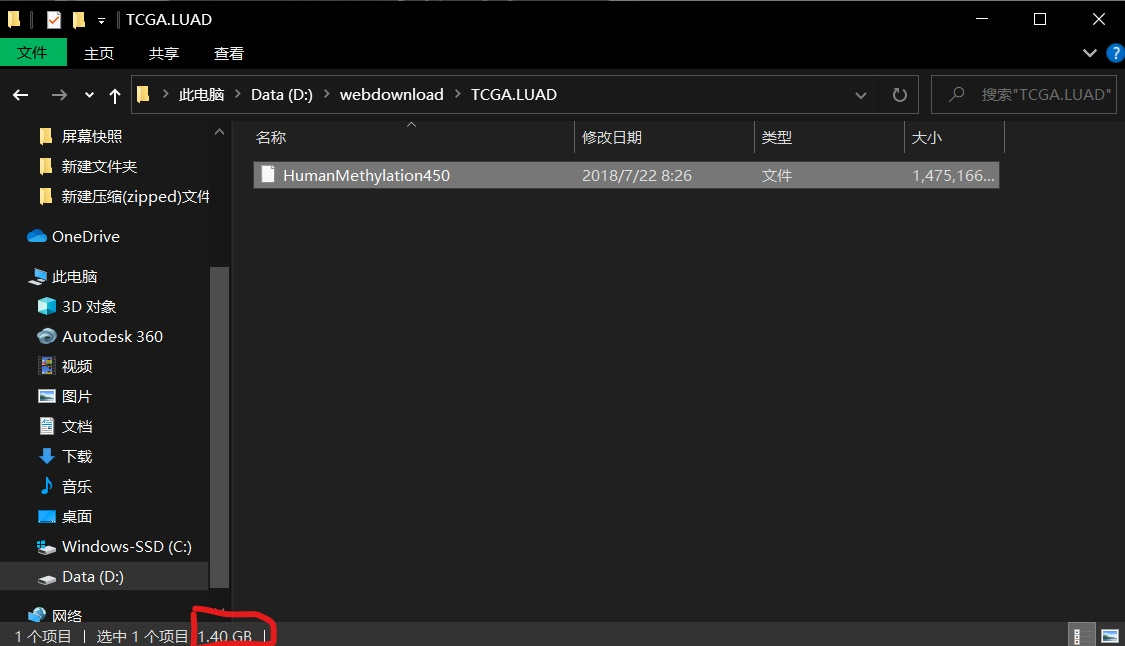 TCGA.LUAD
文件 主页 共享 查看
此电脑 Data (D:) webdownload TCGA.LUAD 搜索"TCGA.LUAD"
名称 修改日期 类型 大小
HumanMethylation450 2018/7/22 8:26 文件 1,475,166...
屏幕快照
新建文件夹
新建压缩(zipped)文件
OneDrive
此电脑
3D 对象
Autodesk 360
视频
图片
文档
下载
音乐
桌面
Windows-SSD (C:)
Data (D:)
网络
1 个项目 选中 1 个项目 1.40 GB